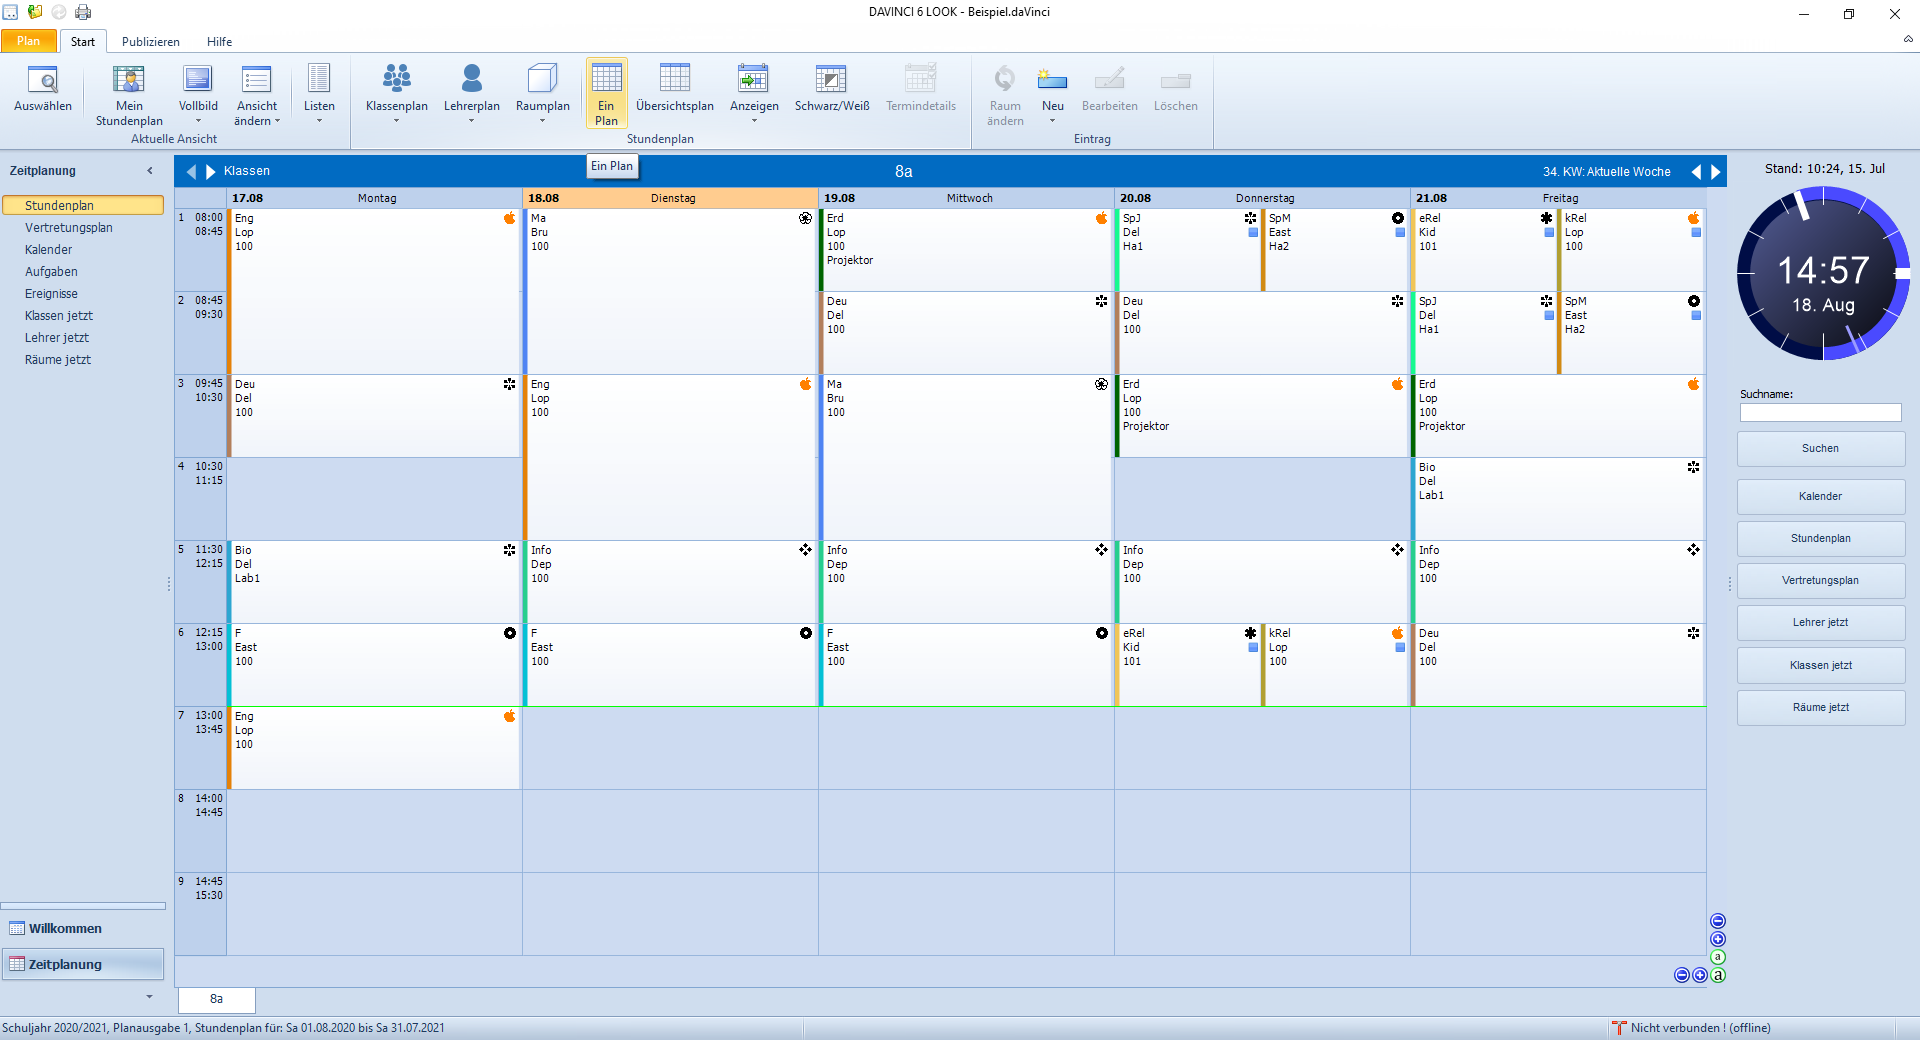 DAVINCI 6 LOOK - Beispiel.daVinci
Plan
Start
Publizieren
Hilfe
Auswählen
Mein Stundenplan
Vollbild
Ansicht ändern
Listen
Klassenplan
Lehrerplan
Raumplan
Ein Plan
Übersichtsplan
Anzeigen
Schwarz/Weiß
Termindetails
Raum ändern
Neu
Bearbeiten
Löschen
Aktuelle Ansicht
Stundenplan
Eintrag
Ein Plan
Zeitplanung
Stundenplan
Vertretungsplan
Kalender
Aufgaben
Ereignisse
Klassen jetzt
Lehrer jetzt
Räume jetzt
Willkommen
Zeitplanung
Klassen
8a
34. KW: Aktuelle Woche
17.08 Montag
18.08 Dienstag
19.08 Mittwoch
20.08 Donnerstag
21.08 Freitag
1 08:00
08:45
Eng
Lop
100
Ma
Bru
100
Erd
Lop
100
Projektor
SpJ
Del
Ha1
SpM
East
Ha2
eRel
Kid
101
kRel
Lop
100
2 08:45
09:30
Deu
Del
100
Deu
Del
100
SpJ
Del
Ha1
SpM
East
Ha2
3 09:45
10:30
Deu
Del
100
Eng
Lop
100
Ma
Bru
100
Erd
Lop
100
Projektor
Erd
Lop
100
Projektor
4 10:30
11:15
Bio
Del
Lab1
5 11:30
12:15
Bio
Del
Lab1
Info
Dep
100
Info
Dep
100
Info
Dep
100
Info
Dep
100
6 12:15
13:00
F
East
100
F
East
100
F
East
100
eRel
Kid
101
kRel
Lop
100
Deu
Del
100
7 13:00
13:45
Eng
Lop
100
8 14:00
14:45
9 14:45
15:30
a
a
8a
Stand: 10:24, 15. Jul
14:57
18. Aug
Suchname:
Suchen
Kalender
Stundenplan
Vertretungsplan
Lehrer jetzt
Klassen jetzt
Räume jetzt
Schuljahr 2020/2021, Planausgabe 1, Stundenplan für: Sa 01.08.2020 bis Sa 31.07.2021
Nicht verbunden ! (offline)